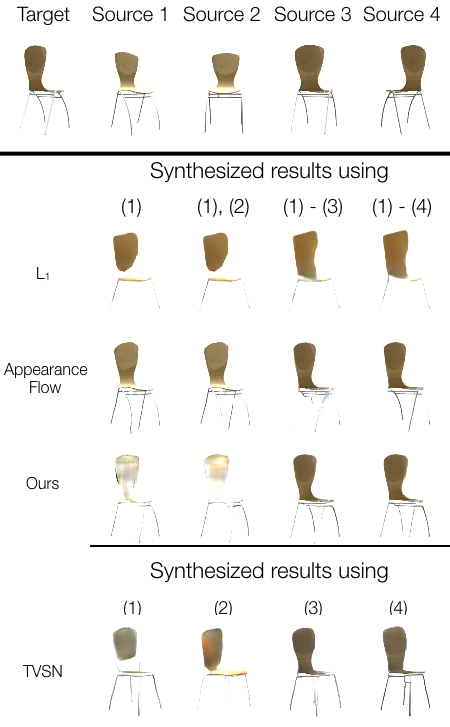 Target Source 1 Source 2 Source 3 Source 4
Synthesized results using
(1) (1), (2) (1) - (3) (1) - (4)
L₁
Appearance
Flow
Ours
Synthesized results using
(1) (2) (3) (4)
TVSN